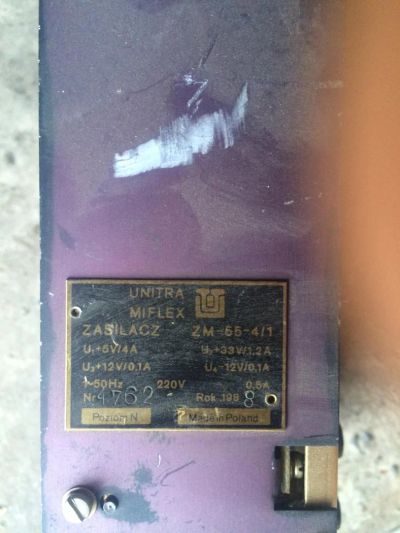 UNITRA
MIFLEX
ZASILACZ ZM-65-4/1
U₁+5V/4A U₂+33V/1.2A
U₃+12V/0,1A U₄-12V/0,1A
~50Hz 220V 0,5A
Nr 4762 Rok 198 8
Poziom N Made in Poland